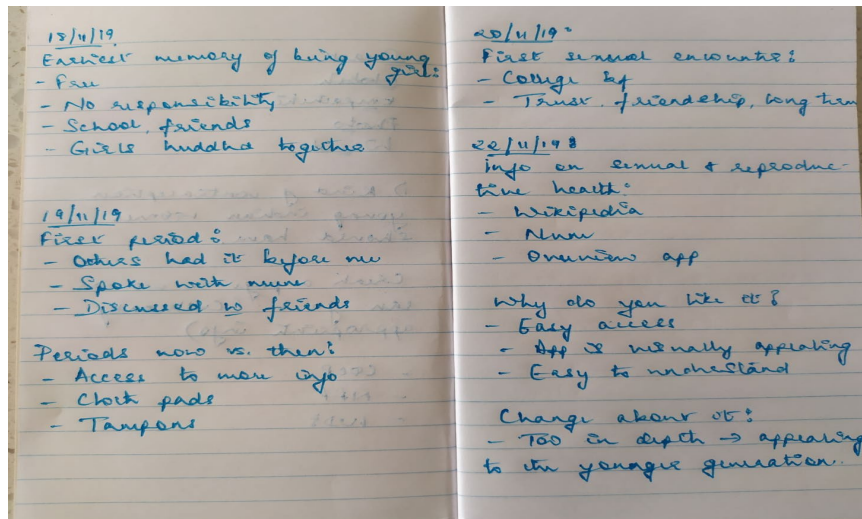 18/11/19
Earliest memory of being young
girl:
- Free
- No responsibility
- School, friends
- Girls huddled together
19/11/19
First period:
- Others had it before me
- Spoke with mum
- Discussed w friends
Periods now vs. then:
- Access to more info
- Cloth pads
- Tampons
20/11/19:
First sexual encounter:
- College bf
- Trust, friendship, long term
22/11/19:
Info on sexual & reproduc-
tive health:
- Wikipedia
- Mum
- app
Why do you like it?
- Easy access
- App is visually appealing
- Easy to understand
Change about it:
- Too in depth → appealing
to the younger generation.